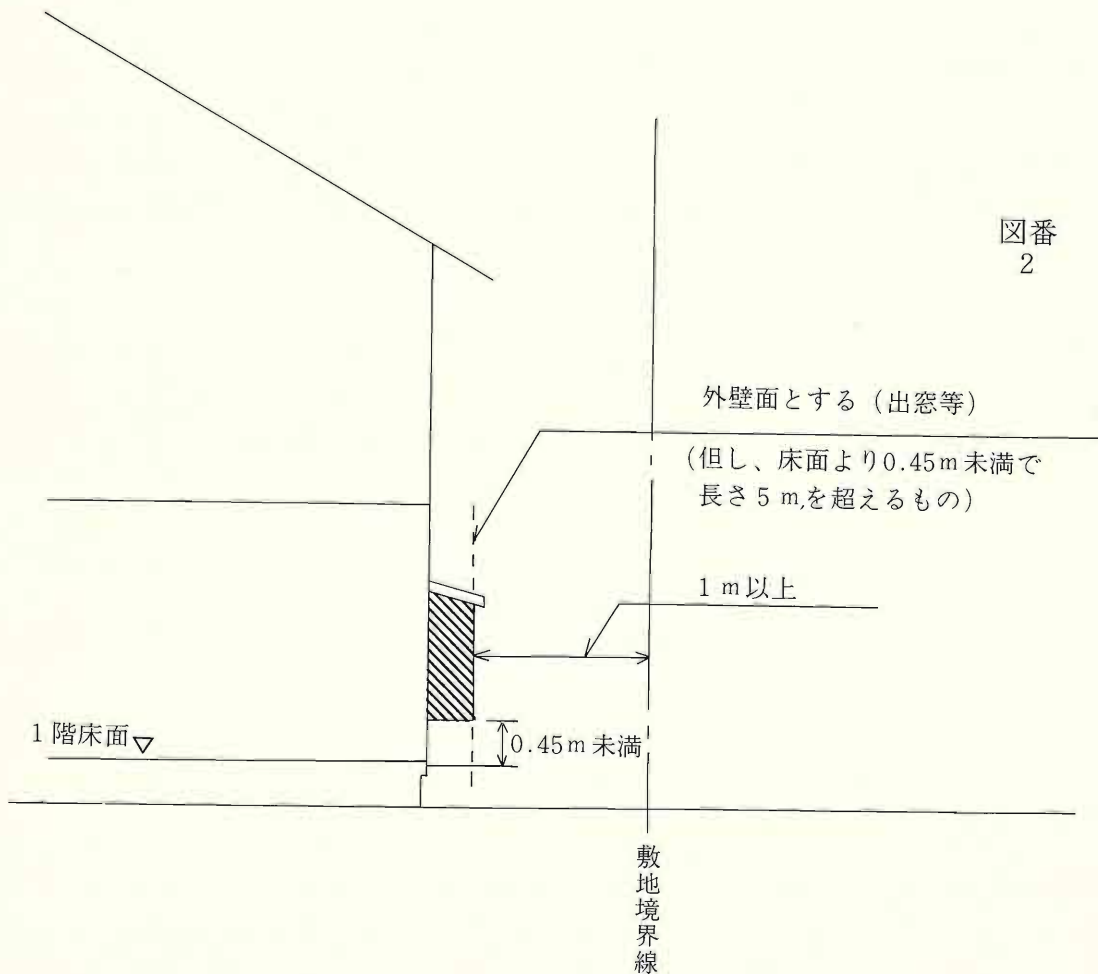 図番
2
外壁面とする（出窓等）
（但し、床面より0.45m未満で
長さ5m,を超えるもの）
1m以上
1階床面
0.45m未満
敷地境界線